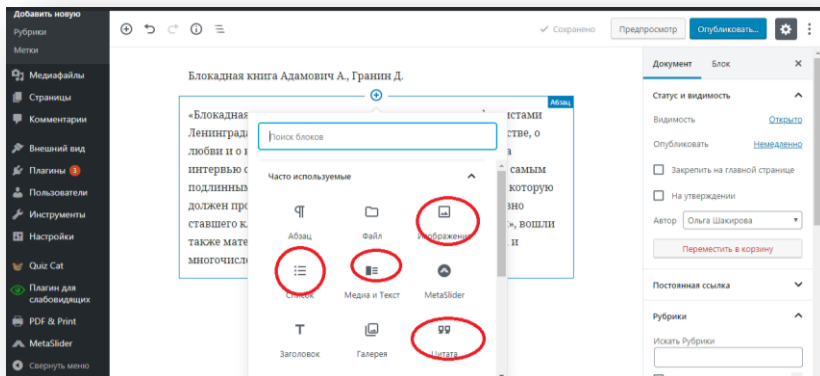 Добавить новую
Рубрики
Метки
Медиафайлы
Страницы
Комментарии
Внешний вид
Плагины 3
Пользователи
Инструменты
Настройки
Quiz Cat
Плагин для
слабовидящих
PDF & Print
MetaSlider
Свернуть меню
Сохранено
Предпросмотр
Опубликовать...
Блокадная книга Адамович А., Гранин Д.
Абзац
«Блокадная
Ленинград
любви и о
интервью
подлинным
должен
ставшего
также
стве, о
а
самым
которую
вно
», вошли
и
Поиск блоков
Часто используемые
Абзац
Файл
Изображение
Список
Медиа и Текст
MetaSlider
Заголовок
Галерея
Цитата
Документ
Блок
Статус и видимость
Видимость
Открыто
Опубликовать
Немедленно
Закрепить на главной странице
На утверждении
Автор
Ольга Шакирова
Переместить в корзину
Постоянная ссылка
Рубрики
Искать Рубрики